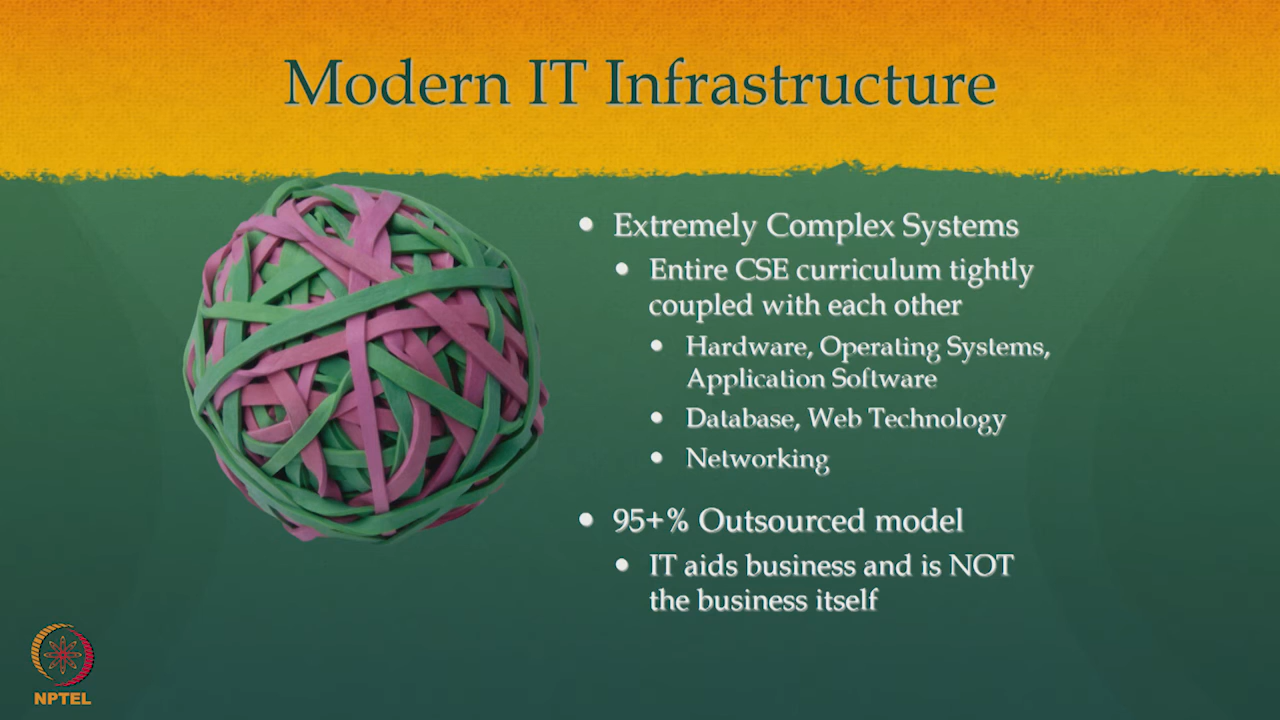 Modern IT Infrastructure
Extremely Complex Systems
Entire CSE curriculum tightly
coupled with each other
Hardware, Operating Systems,
Application Software
Database, Web Technology
Networking
95+% Outsourced model
IT aids business and is NOT
the business itself
NPTEL